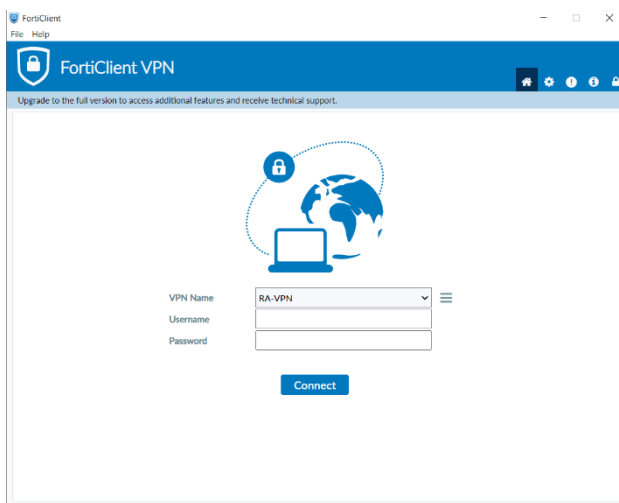 FortiClient
File Help
FortiClient VPN
Upgrade to the full version to access additional features and receive technical support.
VPN Name RA-VPN
Username
Password
Connect